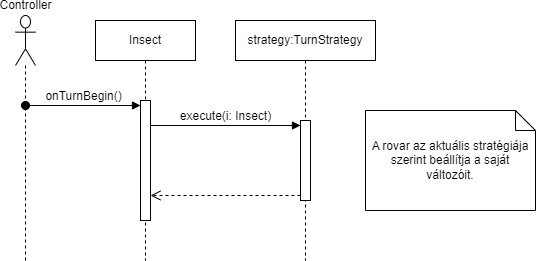 Controller
Insect
strategy:TurnStrategy
onTurnBegin()
execute(i: Insect)
A rovar az aktuális stratégiája
szerint beállítja a saját
változóit.